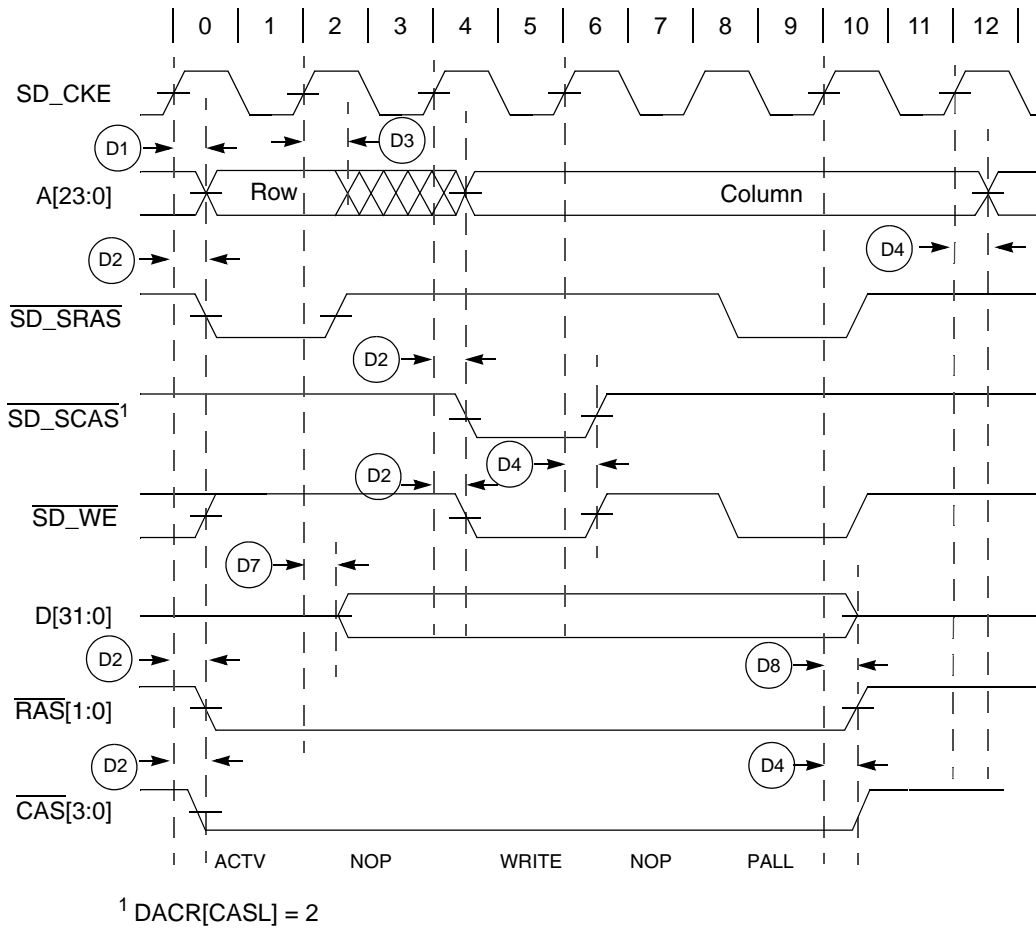 0 1 2 3 4 5 6 7 8 9 10 11 12
SD_CKE
D1
D3
A[23:0]
Row
Column
D2
D4
SD_SRAS
D2
SD_SCAS1
D2
D4
SD_WE
D7
D[31:0]
D2
D8
RAS[1:0]
D2
D4
CAS[3:0]
ACTV NOP WRITE NOP PALL
1 DACR[CASL] = 2